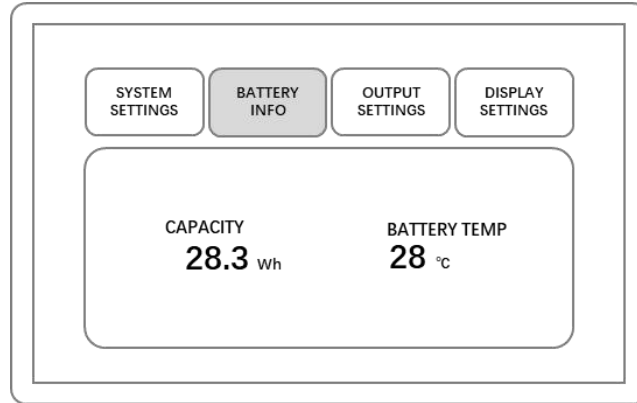 SYSTEM
SETTINGS
BATTERY
INFO
OUTPUT
SETTINGS
DISPLAY
SETTINGS
CAPACITY
28.3 Wh
BATTERY TEMP
28 ℃